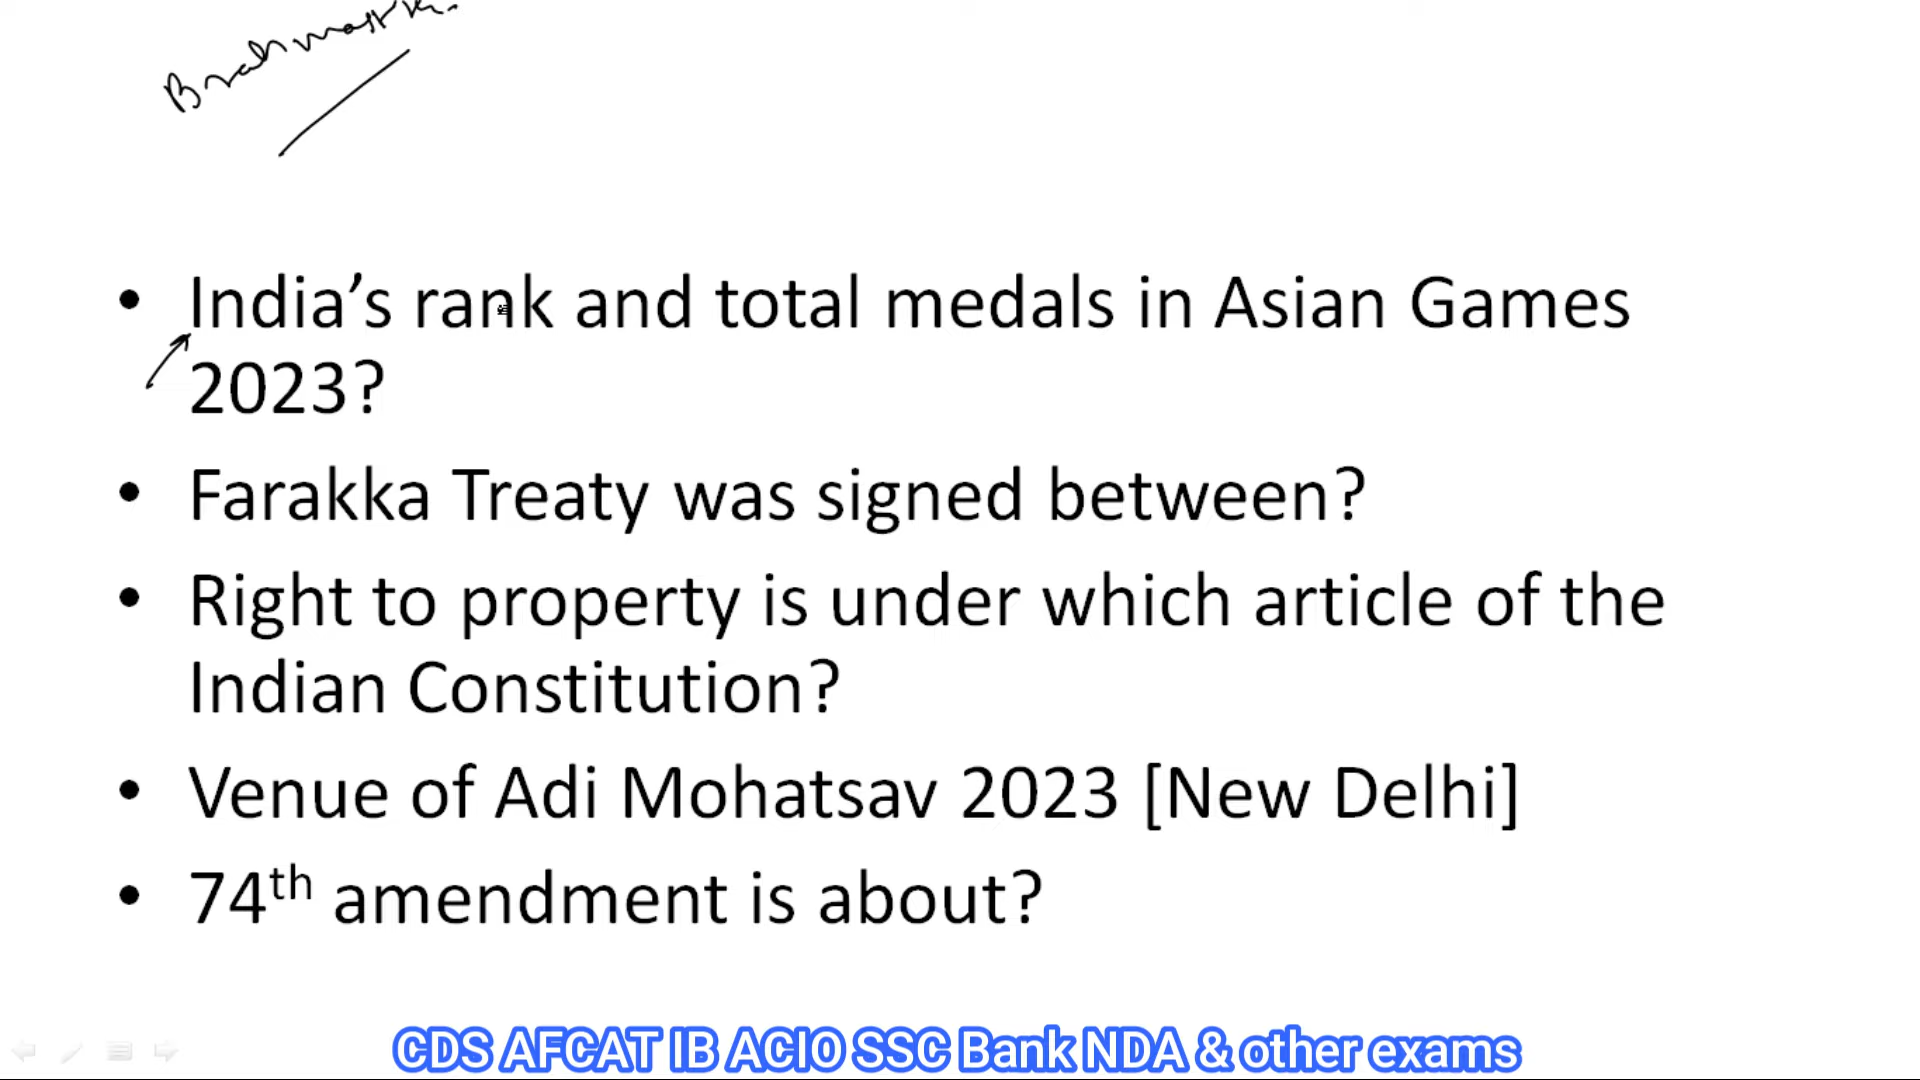 • India’s rank and total medals in Asian Games
2023?
• Farakka Treaty was signed between?
• Right to property is under which article of the
Indian Constitution?
• Venue of Adi Mohatsav 2023 [New Delhi]
• 74th amendment is about?
CDS AFCAT IB ACIO SSC Bank NDA & other exams